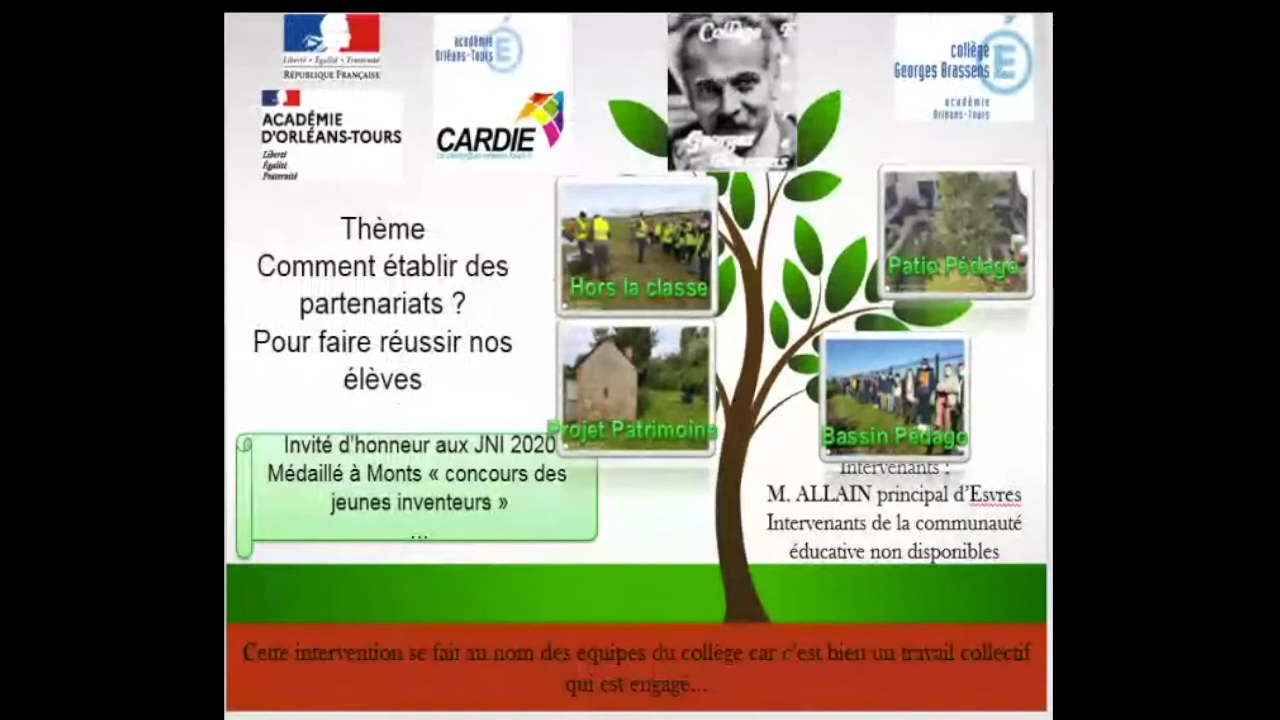 Liberté • Égalité • Fraternité
RÉPUBLIQUE FRANÇAISE
ACADÉMIE
D'ORLÉANS-TOURS
Liberté
Égalité
Fraternité
académie
Orléans-Tours
CARDIE
Collège
Georges
collège
Georges Brassens
académie
Orléans-Tours
Thème
Comment établir des
partenariats ?
Pour faire réussir nos
élèves
Hors la classe
Patio Pédago
Projet Patrimoine
Bassin Pédago
Invité d'honneur aux JNI 2020
Médaillé à Monts « concours des
jeunes inventeurs »
...
Intervenants :
M. ALLAIN principal d'Esvres
Intervenants de la communauté
éducative non disponibles
Cette intervention se fait au nom des equipes du collège car c'est bien un travail collectif
qui est engagé...